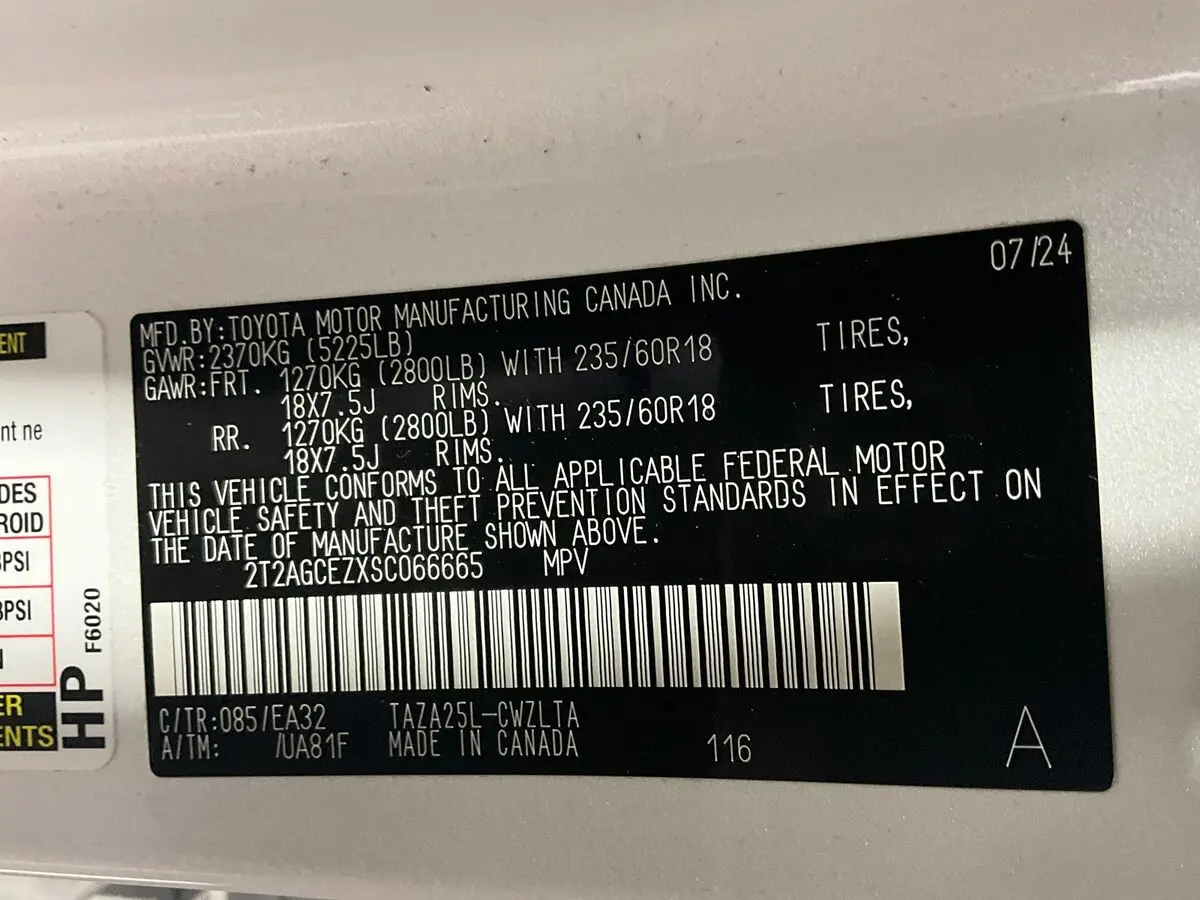 07/24
MFD.BY:TOYOTA MOTOR MANUFACTURING CANADA INC.
GVWR:2370KG (5225LB)
GAWR:FRT. 1270KG (2800LB) WITH 235/60R18 TIRES,
18X7.5J RIMS.
RR. 1270KG (2800LB) WITH 235/60R18 TIRES,
18X7.5J RIMS.
THIS VEHICLE CONFORMS TO ALL APPLICABLE FEDERAL MOTOR
VEHICLE SAFETY AND THEFT PREVENTION STANDARDS IN EFFECT ON
THE DATE OF MANUFACTURE SHOWN ABOVE.
2T2AGCEZXSC066665 MPV
C/TR:085/EA32 TAZA25L-CWZLTA
A/TM: /UA81F MADE IN CANADA 116
A
ENT
nt ne
DES
ROID
PSI
PSI
ER
ENTS
HP
F6020